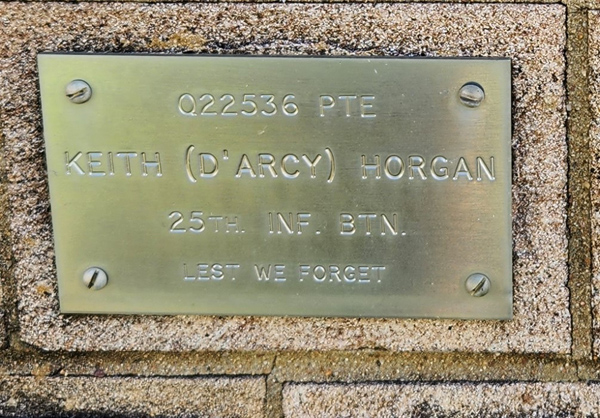 Q22536 PTE
KEITH (D'ARCY) HORGAN
25TH. INF. BTN.
LEST WE FORGET